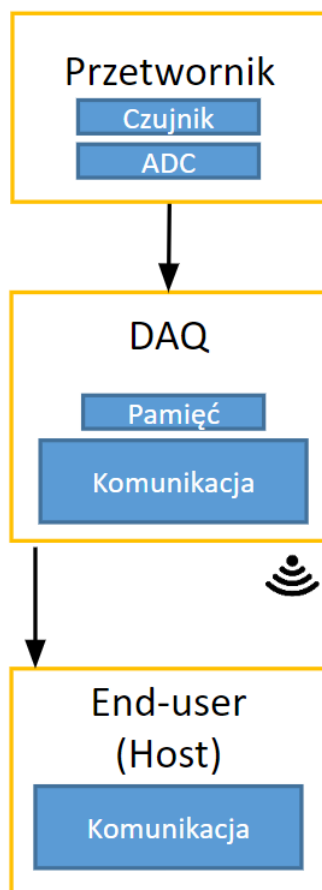 Przetwornik
Czujnik
ADC
DAQ
Pamięć
Komunikacja
End-user
(Host)
Komunikacja